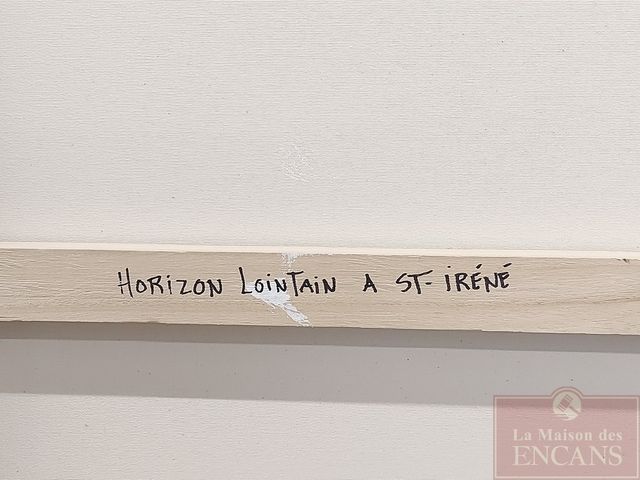 HORIZON LOINTAIN A ST-IRÉNÉ
La Maison des
ENCANS